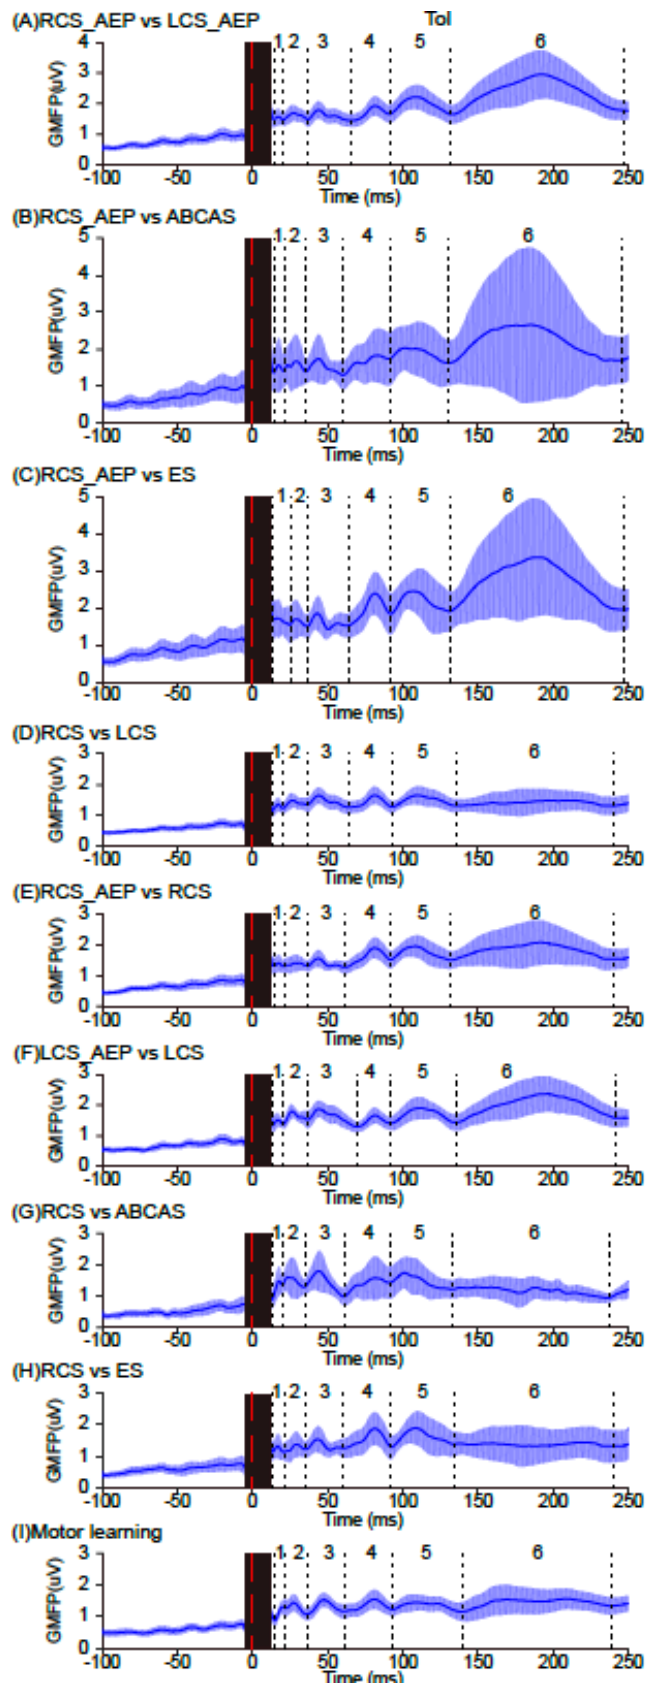 (A)RCS_AEP vs LCS_AEP ToI
1 2 3 4 5 6
GMFP(uV)
4
3
2
1
0
-100 -50 0 50 100 150 200 250
Time (ms)
(B)RCS_AEP vs ABCAS
1 2 3 4 5 6
GMFP(uV)
5
4
3
2
1
0
-100 -50 0 50 100 150 200 250
Time (ms)
(C)RCS_AEP vs ES
1 2 3 4 5 6
GMFP(uV)
5
4
3
2
1
0
-100 -50 0 50 100 150 200 250
Time (ms)
(D)RCS vs LCS
1 2 3 4 5 6
GMFP(uV)
3
2
1
0
-100 -50 0 50 100 150 200 250
Time (ms)
(E)RCS_AEP vs RCS
1 2 3 4 5 6
GMFP(uV)
3
2
1
0
-100 -50 0 50 100 150 200 250
Time (ms)
(F)LCS_AEP vs LCS
1 2 3 4 5 6
GMFP(uV)
3
2
1
0
-100 -50 0 50 100 150 200 250
Time (ms)
(G)RCS vs ABCAS
1 2 3 4 5 6
GMFP(uV)
3
2
1
0
-100 -50 0 50 100 150 200 250
Time (ms)
(H)RCS vs ES
1 2 3 4 5 6
GMFP(uV)
3
2
1
0
-100 -50 0 50 100 150 200 250
Time (ms)
(I)Motor learning
1 2 3 4 5 6
GMFP(uV)
3
2
1
0
-100 -50 0 50 100 150 200 250
Time (ms)